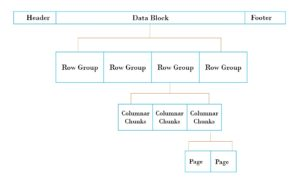 Header Data Block Footer
Row Group Row Group Row Group Row Group
Columnar Chunks Columnar Chunks Columnar Chunks
Page Page